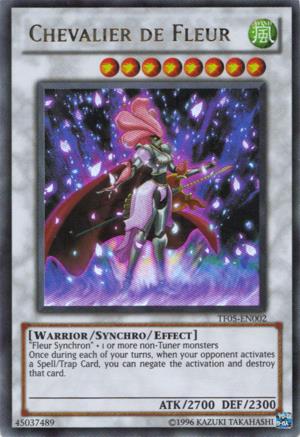 CHEVALIER DE FLEUR
風
TF05-EN002
[WARRIOR/SYNCHRO/EFFECT]
"Fleur Synchron" + 1 or more non-Tuner monsters
Once during each of your turns, when your opponent activates
a Spell/Trap Card, you can negate the activation and destroy
that card.
ATK/2700 DEF/2300
45037489
©1996 KAZUKI TAKAHASHI